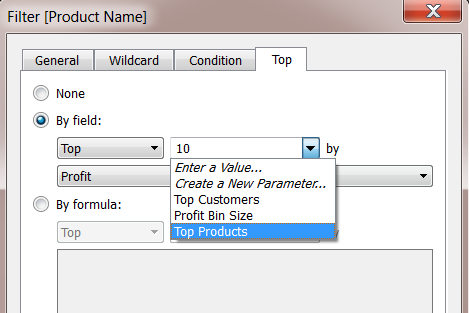 Filter [Product Name]
General Wildcard Condition Top
None
By field:
Top 10 by
Enter a Value...
Create a New Parameter...
Profit
Top Customers
Profit Bin Size
By formula:
Top Products
Top